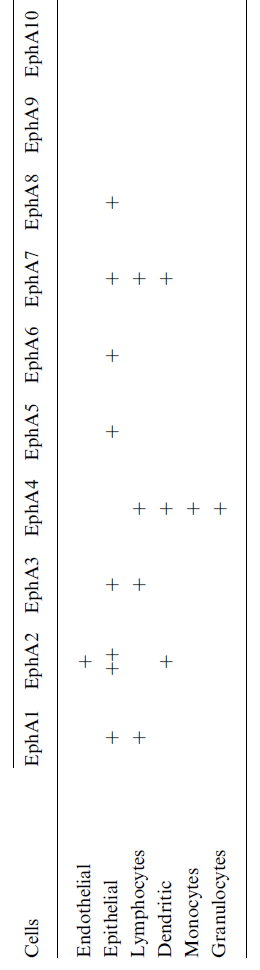 Cells EphA1 EphA2 EphA3 EphA4 EphA5 EphA6 EphA7 EphA8 EphA9 EphA10
Endothelial +
Epithelial + ++ + + + + +
Lymphocytes + + + +
Dendritic + + +
Monocytes +
Granulocytes +